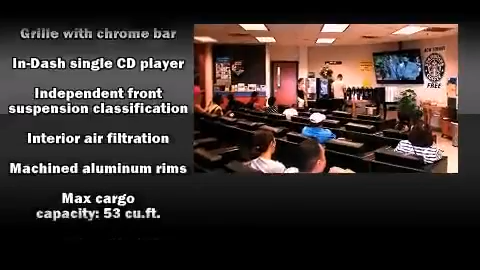 Grille with chrome bar
In-Dash single CD player
Independent front
suspension classification
Interior air filtration
Machined aluminum rims
Max cargo
capacity: 53 cu.ft.
FREE